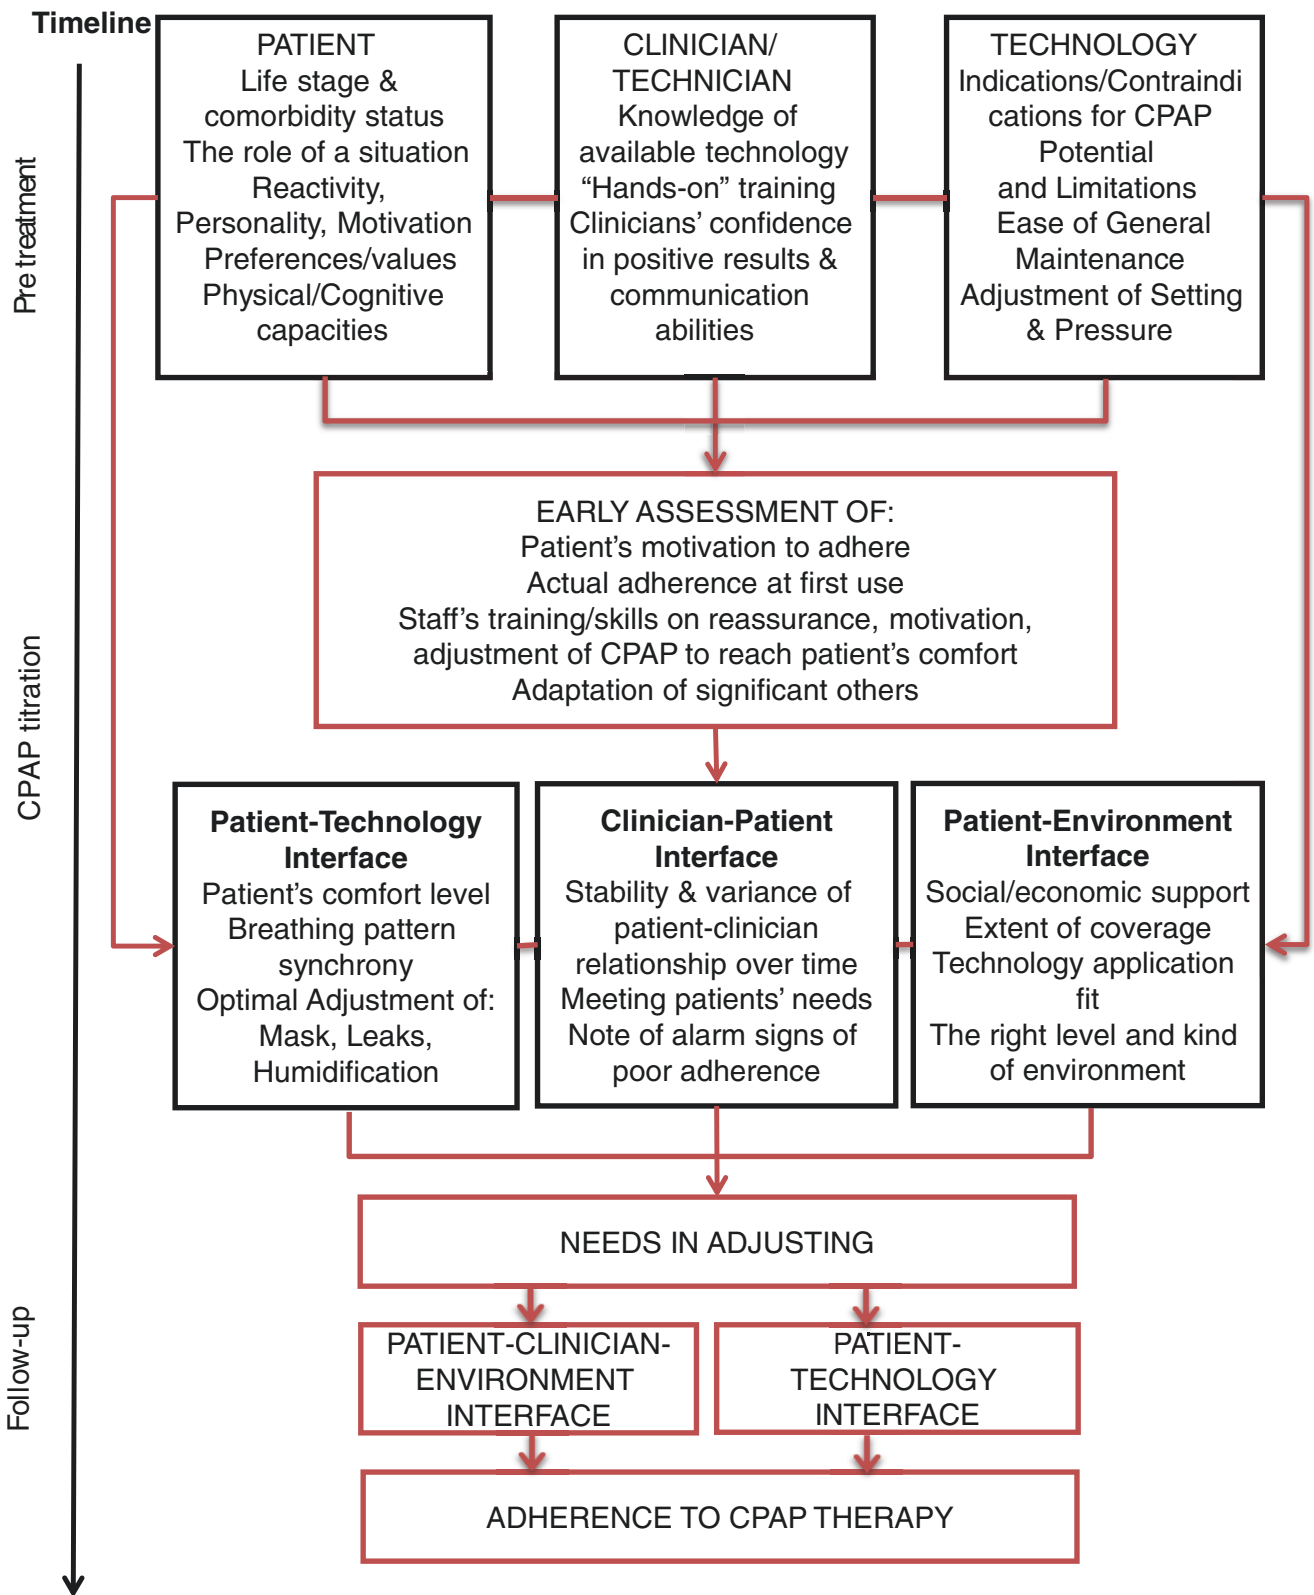 Timeline
Pretreatment
CPAP titration
Follow-up
PATIENT
Life stage &
comorbidity status
The role of a situation
Reactivity,
Personality, Motivation
Preferences/values
Physical/Cognitive
capacities
CLINICIAN/
TECHNICIAN
Knowledge of
available technology
“Hands-on” training
Clinicians’ confidence
in positive results &
communication
abilities
TECHNOLOGY
Indications/Contraindi
cations for CPAP
Potential
and Limitations
Ease of General
Maintenance
Adjustment of Setting
& Pressure
EARLY ASSESSMENT OF:
Patient’s motivation to adhere
Actual adherence at first use
Staff’s training/skills on reassurance, motivation,
adjustment of CPAP to reach patient’s comfort
Adaptation of significant others
Patient-Technology
Interface
Patient’s comfort level
Breathing pattern
synchrony
Optimal Adjustment of:
Mask, Leaks,
Humidification
Clinician-Patient
Interface
Stability & variance of
patient-clinician
relationship over time
Meeting patients’ needs
Note of alarm signs of
poor adherence
Patient-Environment
Interface
Social/economic support
Extent of coverage
Technology application
fit
The right level and kind
of environment
NEEDS IN ADJUSTING
PATIENT-CLINICIAN-
ENVIRONMENT
INTERFACE
PATIENT-
TECHNOLOGY
INTERFACE
ADHERENCE TO CPAP THERAPY